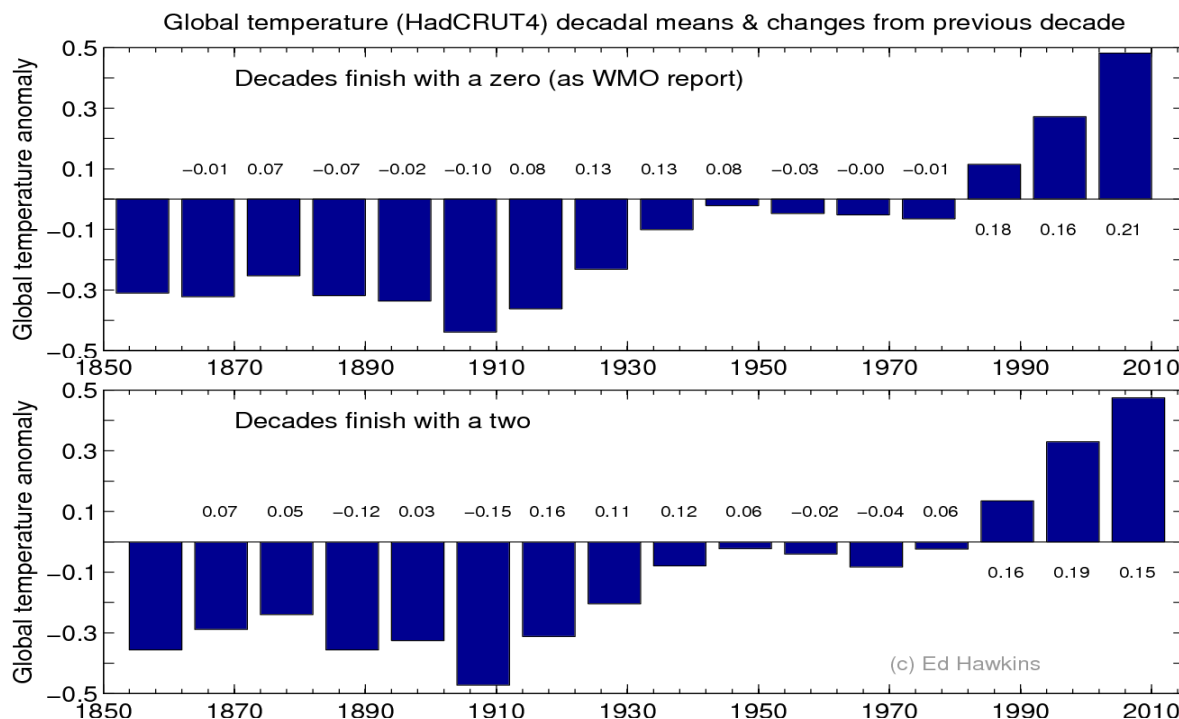 Global temperature (HadCRUT4) decadal means & changes from previous decade
Global temperature anomaly
Decades finish with a zero (as WMO report)
0.5
0.3
0.1
−0.1
−0.3
−0.5
−0.01 0.07 −0.07 −0.02 −0.10 0.08 0.13 0.13 0.08 −0.03 −0.00 −0.01
0.18 0.16 0.21
1850 1870 1890 1910 1930 1950 1970 1990 2010
Global temperature anomaly
Decades finish with a two
0.5
0.3
0.1
−0.1
−0.3
−0.5
0.07 0.05 −0.12 0.03 −0.15 0.16 0.11 0.12 0.06 −0.02 −0.04 0.06
0.16 0.19 0.15
(c) Ed Hawkins
1850 1870 1890 1910 1930 1950 1970 1990 2010